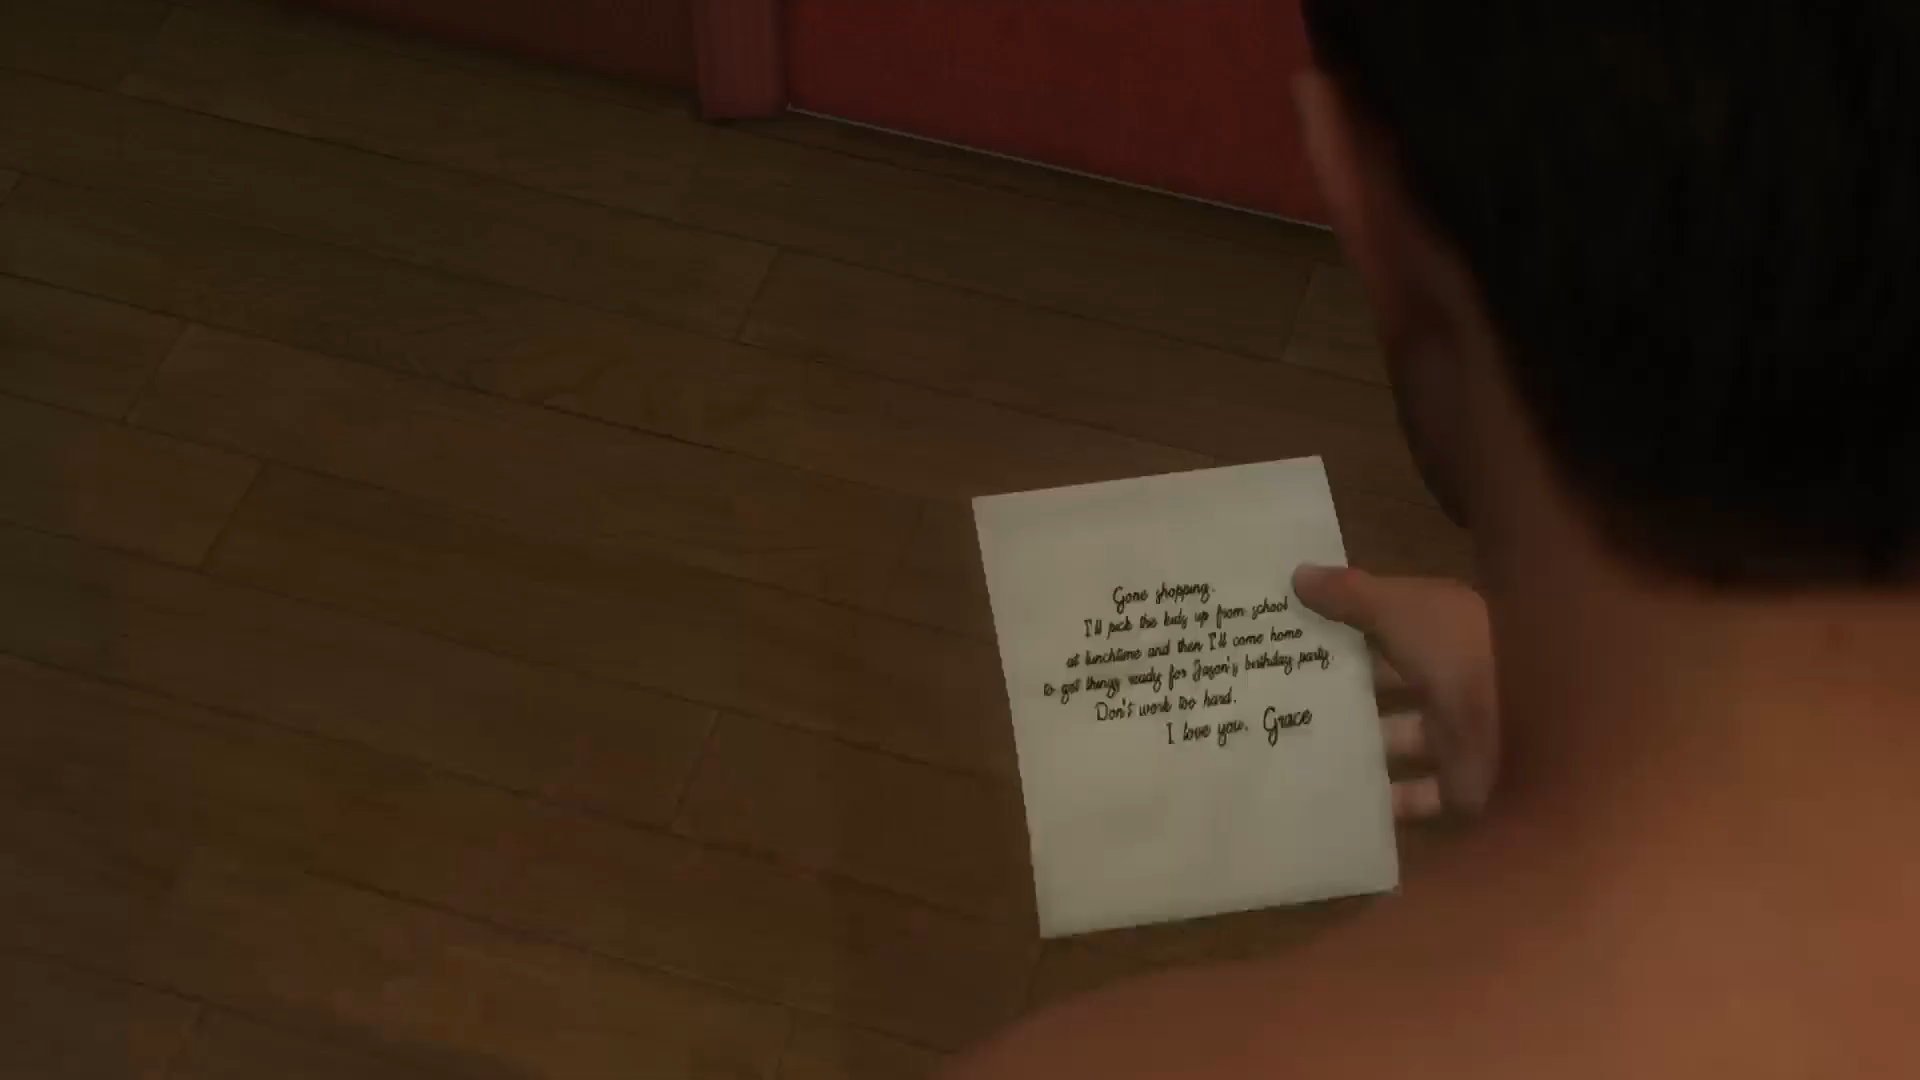 Gone shopping.
I'll pick the kids up from school
at lunchtime and then I'll come home
to get things ready for Jason's birthday party.
Don't work too hard.
I love you, Grace